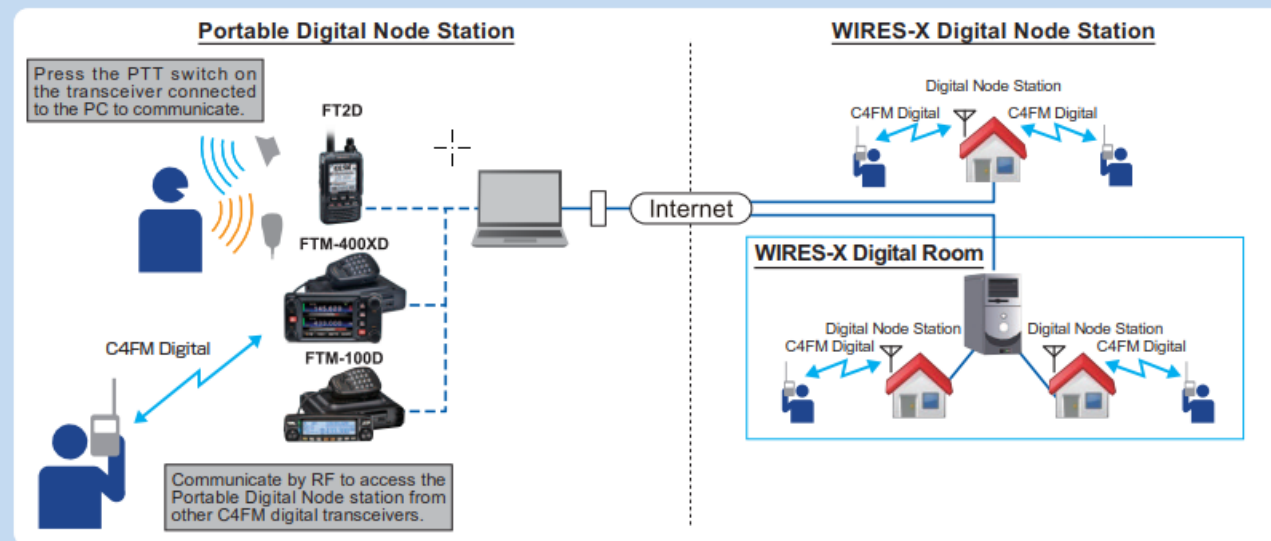 Portable Digital Node Station
Press the PTT switch on
the transceiver connected
to the PC to communicate.
FT2D
FTM-400XD
FTM-100D
C4FM Digital
Communicate by RF to access the
Portable Digital Node station from
other C4FM digital transceivers.
Internet
WIRES-X Digital Node Station
Digital Node Station
C4FM Digital
C4FM Digital
WIRES-X Digital Room
Digital Node Station
C4FM Digital
Digital Node Station
C4FM Digital